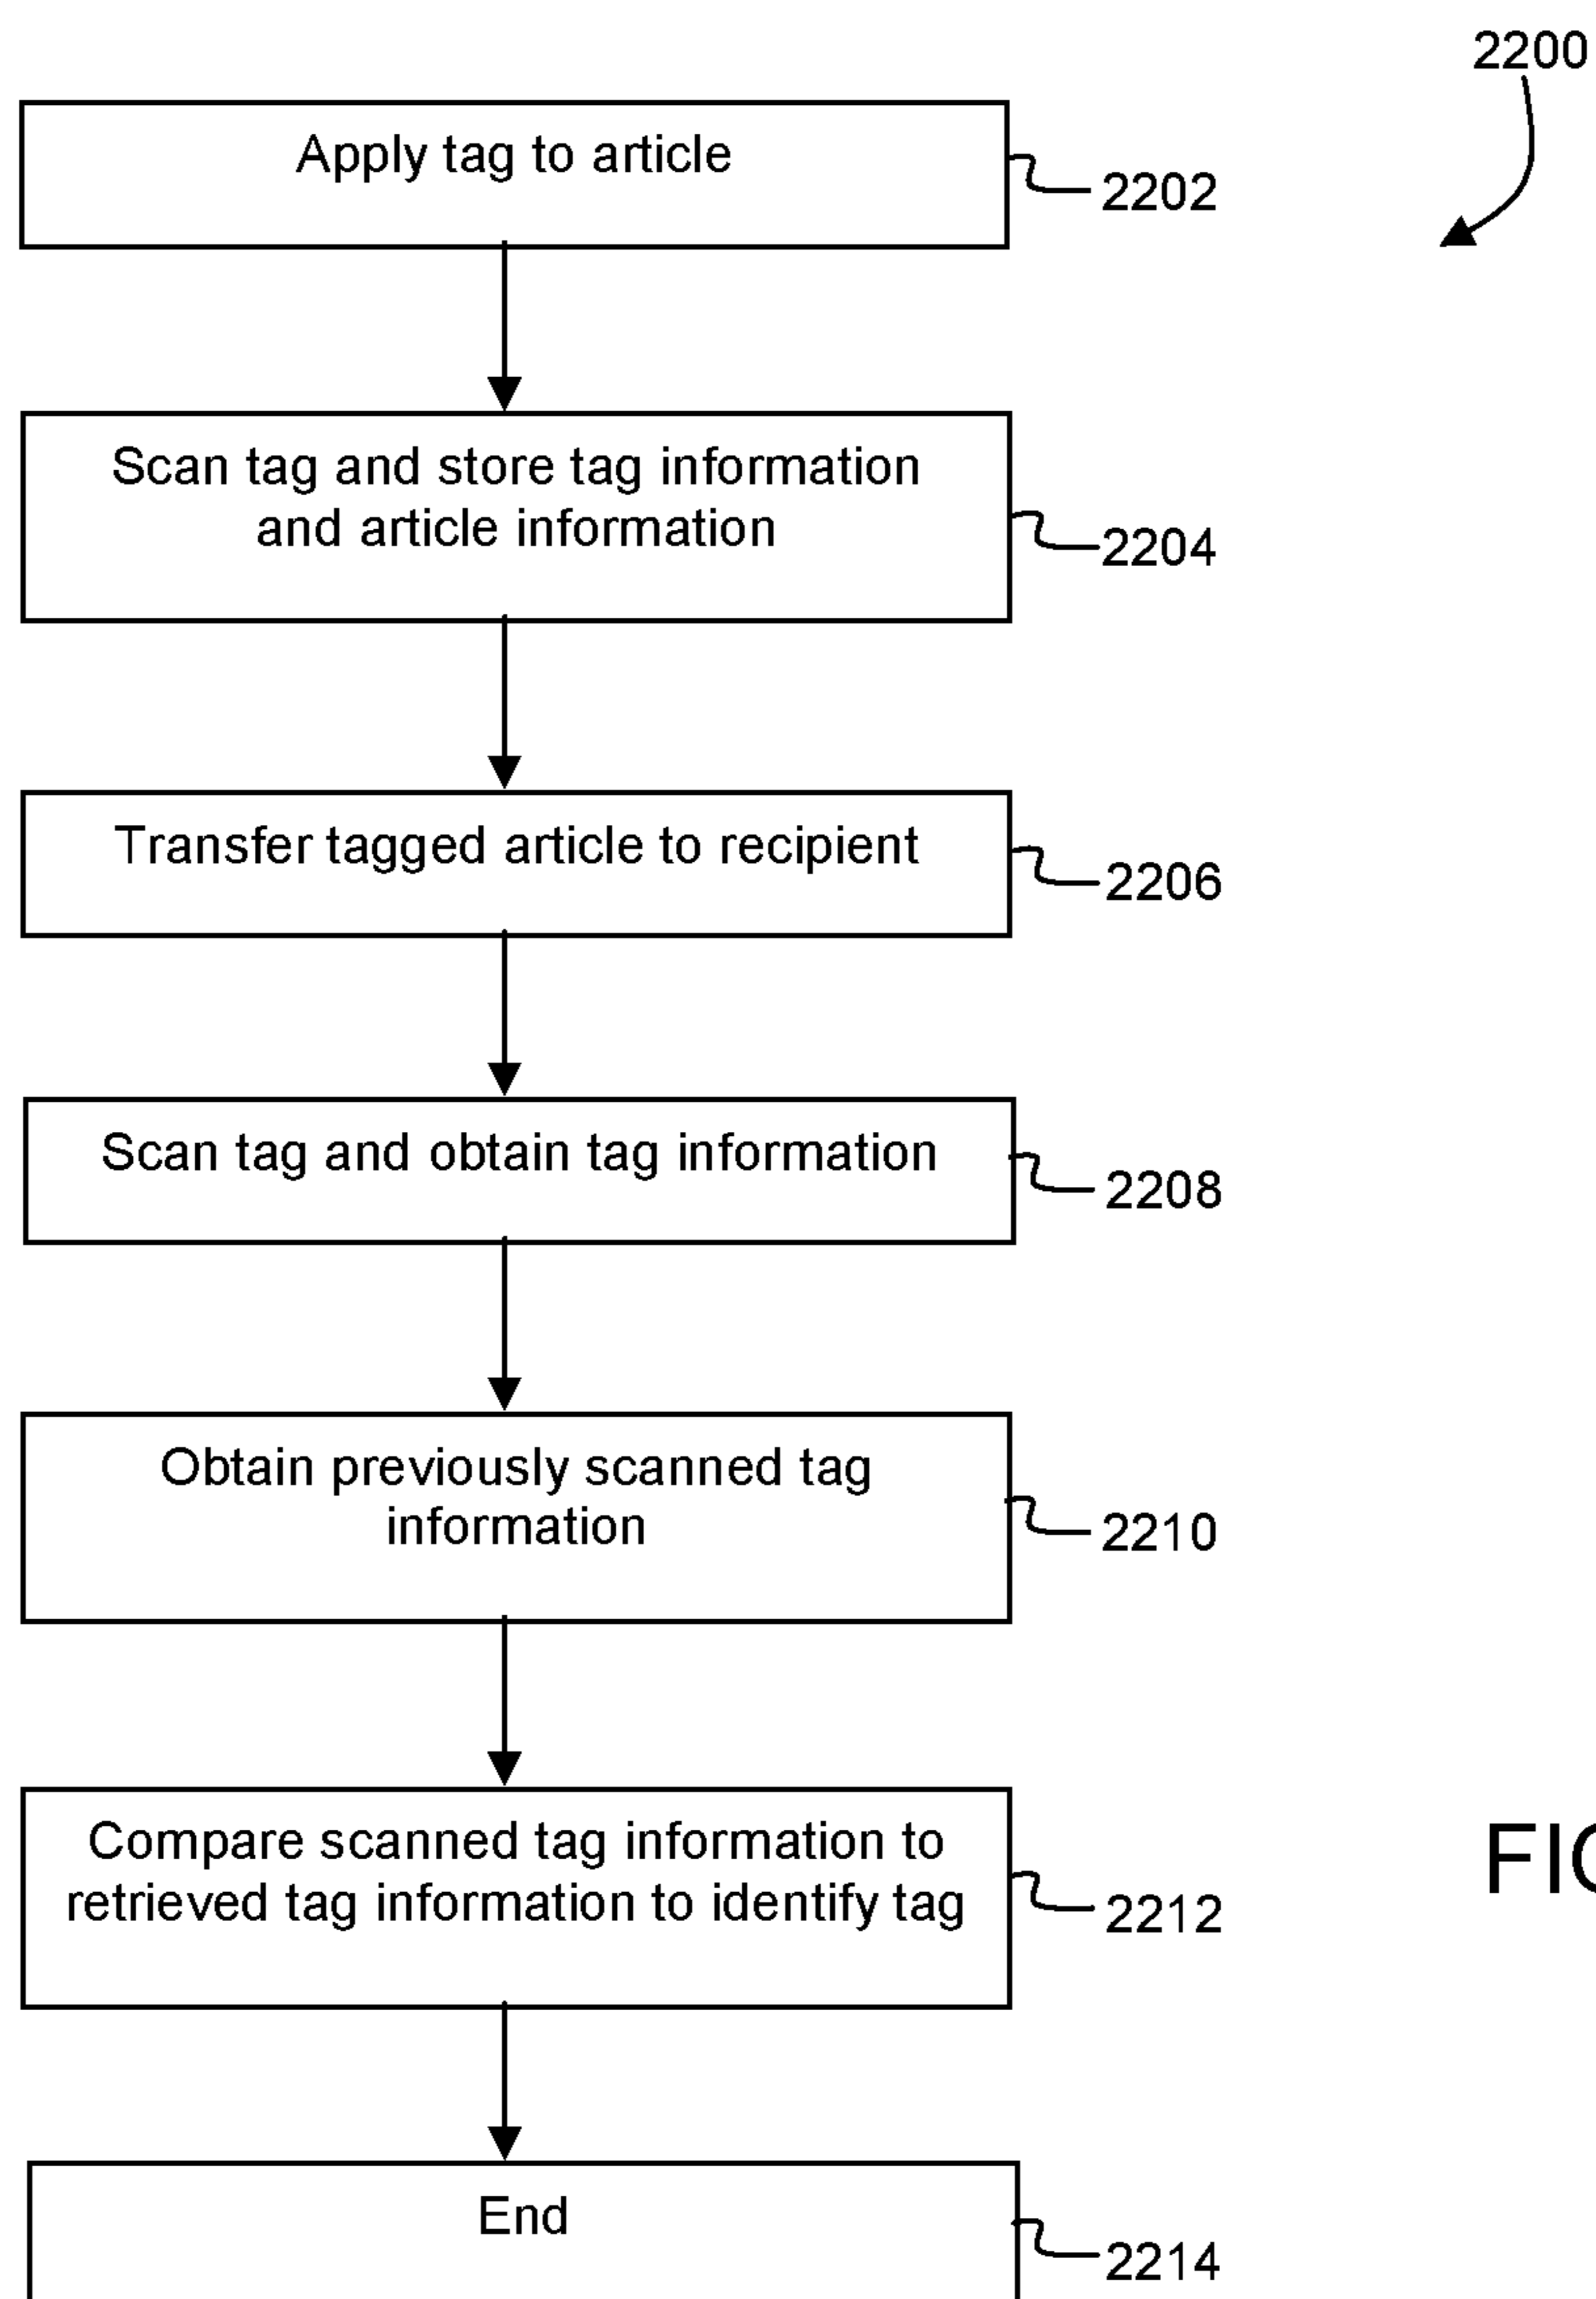 2200
Apply tag to article
2202
Scan tag and store tag information
and article information
2204
Transfer tagged article to recipient
2206
Scan tag and obtain tag information
2208
Obtain previously scanned tag
information
2210
Compare scanned tag information to
retrieved tag information to identify tag
2212
End
2214